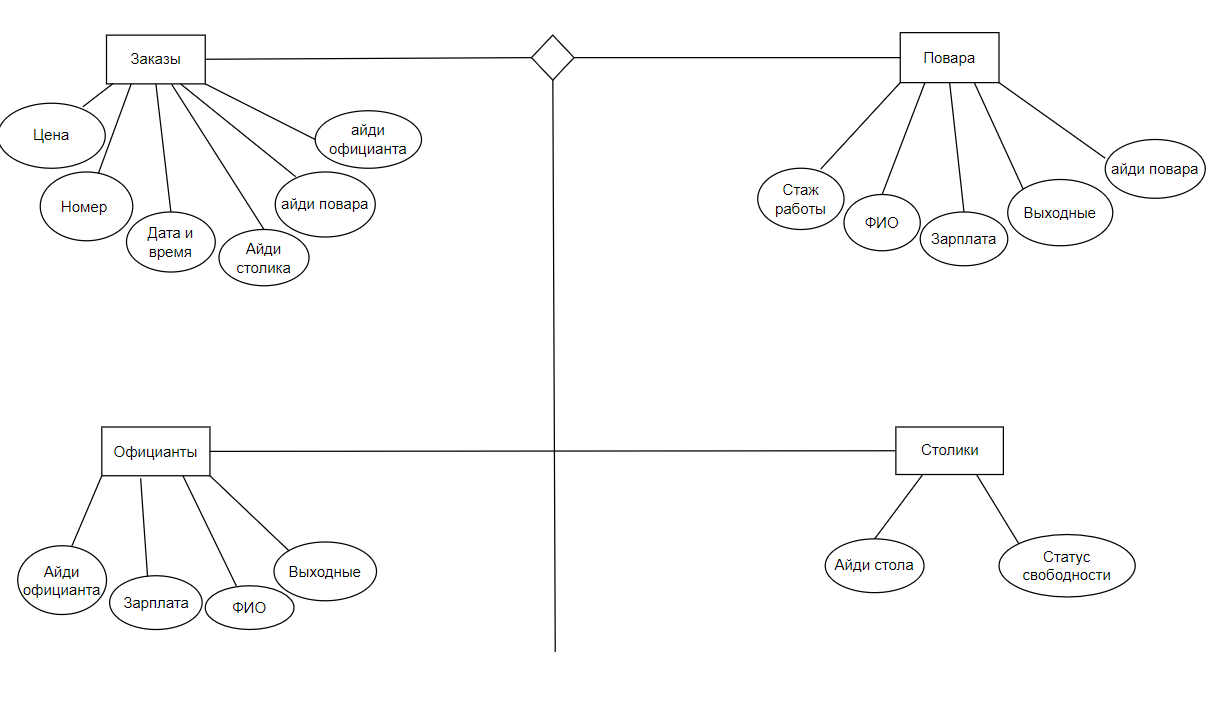 Заказы
Повара
Цена
айди
официанта
Номер
айди повара
Дата и
время
Айди
столика
Стаж
работы
ФИО
Зарплата
Выходные
айди повара
Официанты
Столики
Айди
официанта
Зарплата
ФИО
Выходные
Айди стола
Статус
свободности